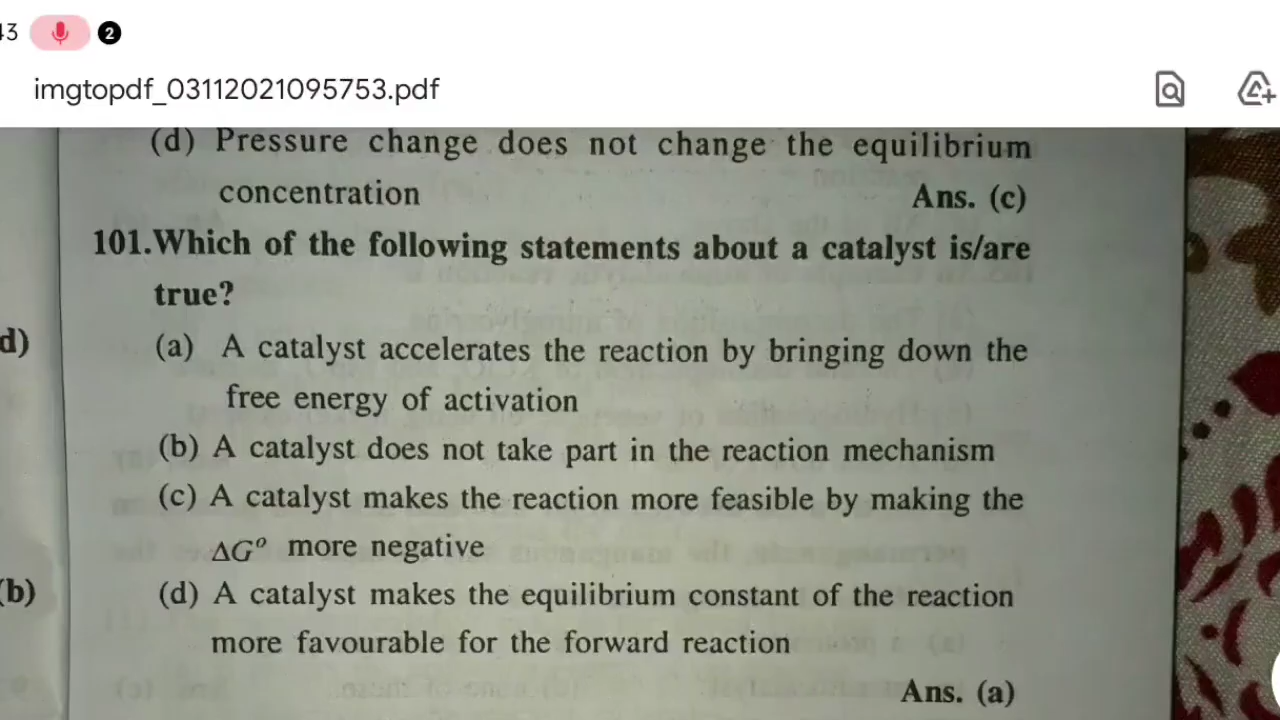 43
2
imgtopdf_03112021095753.pdf
(d) Pressure change does not change the equilibrium
concentration Ans. (c)
101.Which of the following statements about a catalyst is/are
true?
d)
(a) A catalyst accelerates the reaction by bringing down the
free energy of activation
(b) A catalyst does not take part in the reaction mechanism
(c) A catalyst makes the reaction more feasible by making the
ΔG° more negative
(b)
(d) A catalyst makes the equilibrium constant of the reaction
more favourable for the forward reaction
Ans. (a)